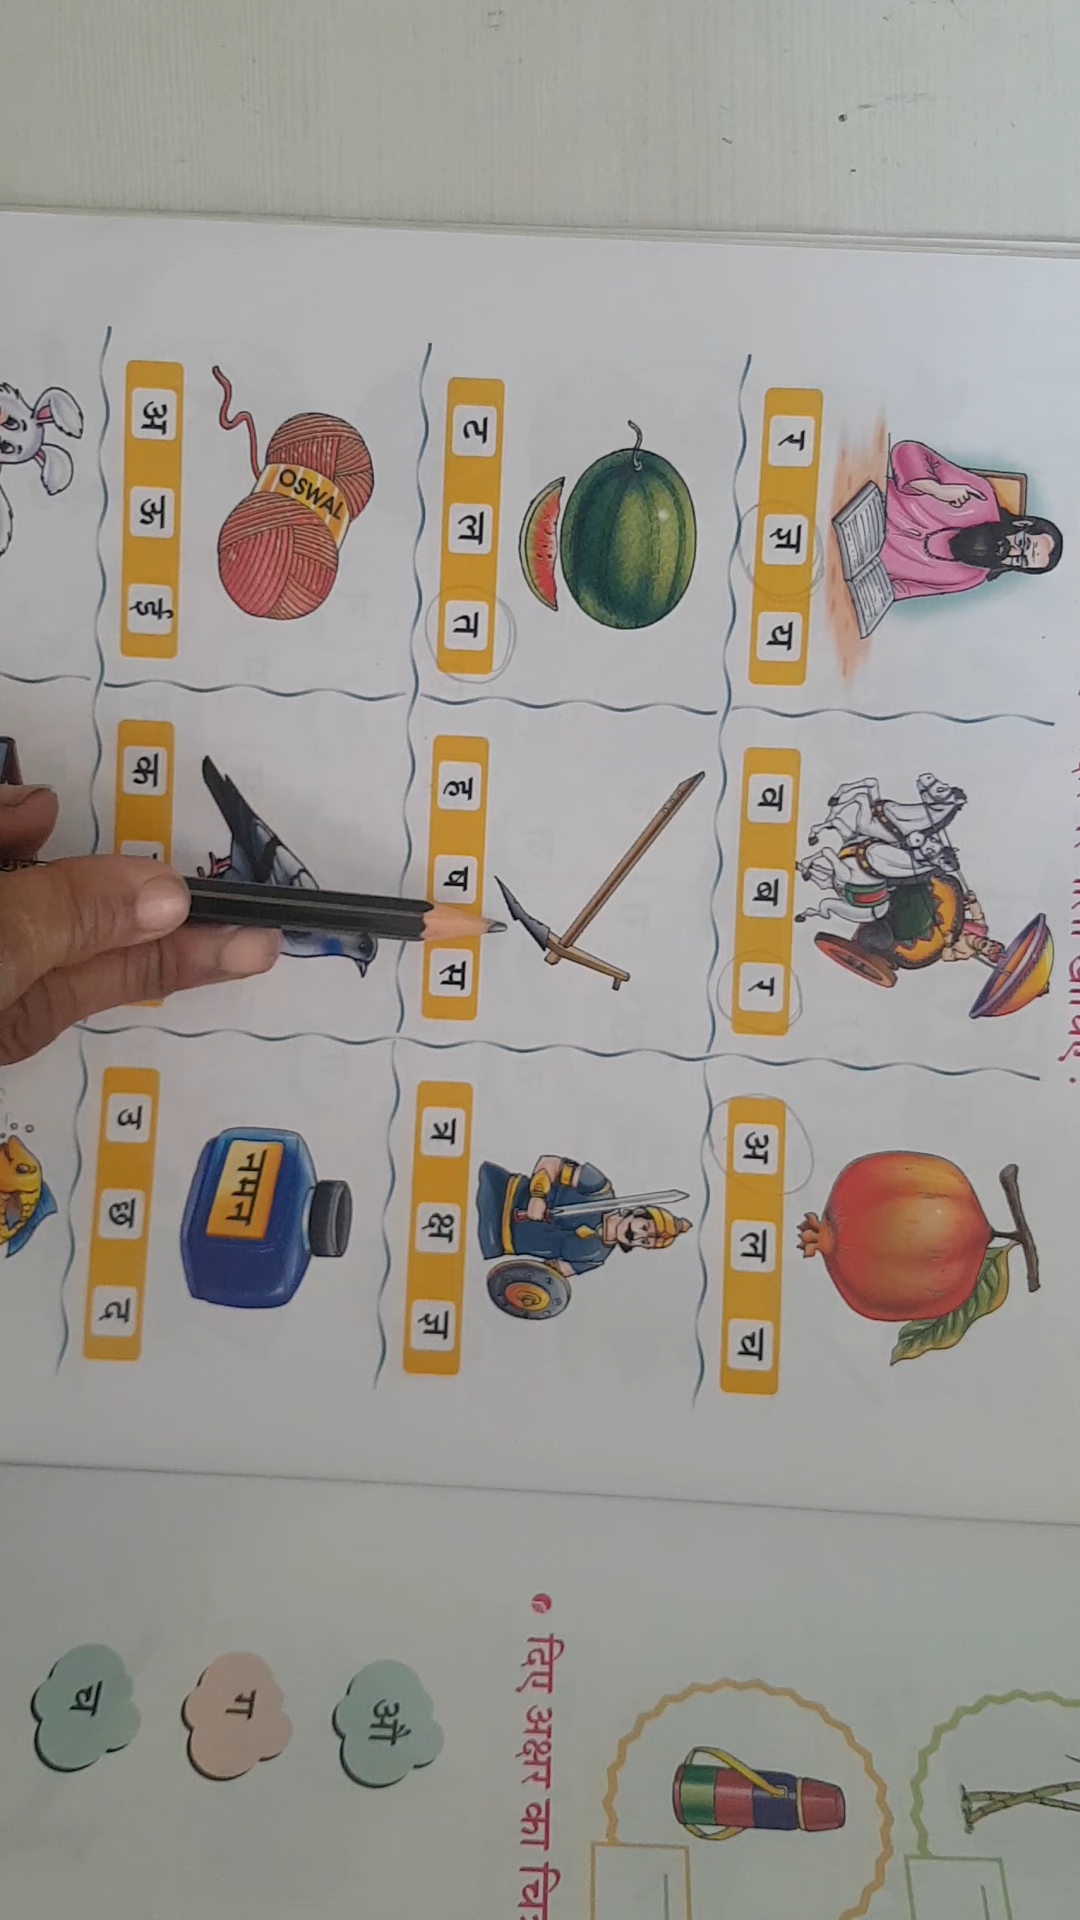 र ज्ञ य
व ब र
अ ल च
ट ल त
ह ष स
त्र क्ष ज्ञ
OSWAL
अ ऊ ई
क
नमन
उ छ द
दिए अक्षर का
औ
ग
च